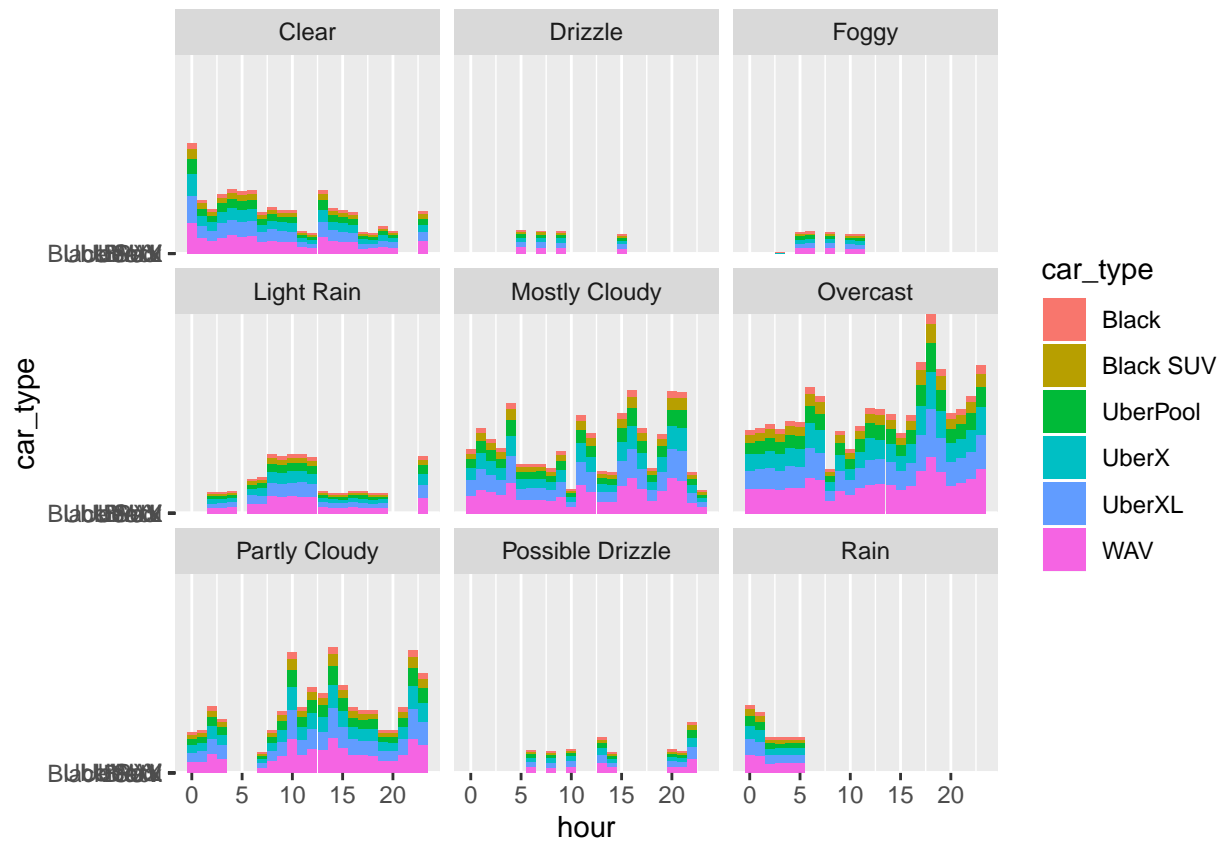 Clear
Drizzle
Foggy
Light Rain
Mostly Cloudy
Overcast
Partly Cloudy
Possible Drizzle
Rain
car_type
0 5 10 15 20
0 5 10 15 20
0 5 10 15 20
hour
car_type
Black
Black SUV
UberPool
UberX
UberXL
WAV